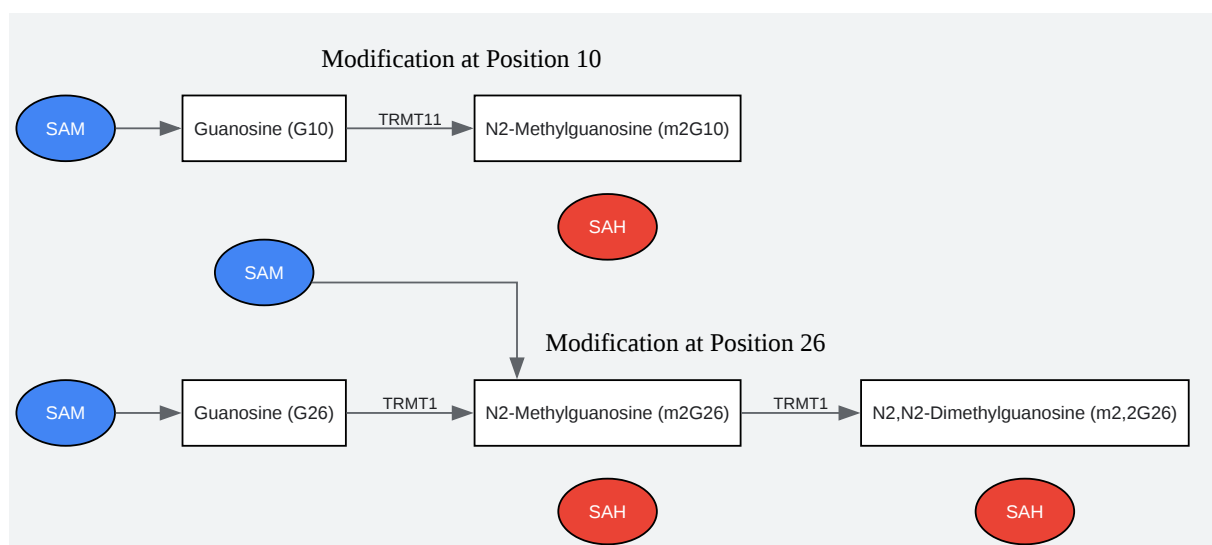 Modification at Position 10
SAM
Guanosine (G10)
TRMT11
N2-Methylguanosine (m2G10)
SAH
SAM
Modification at Position 26
SAM
Guanosine (G26)
TRMT1
N2-Methylguanosine (m2G26)
TRMT1
N2,N2-Dimethylguanosine (m2,2G26)
SAH
SAH